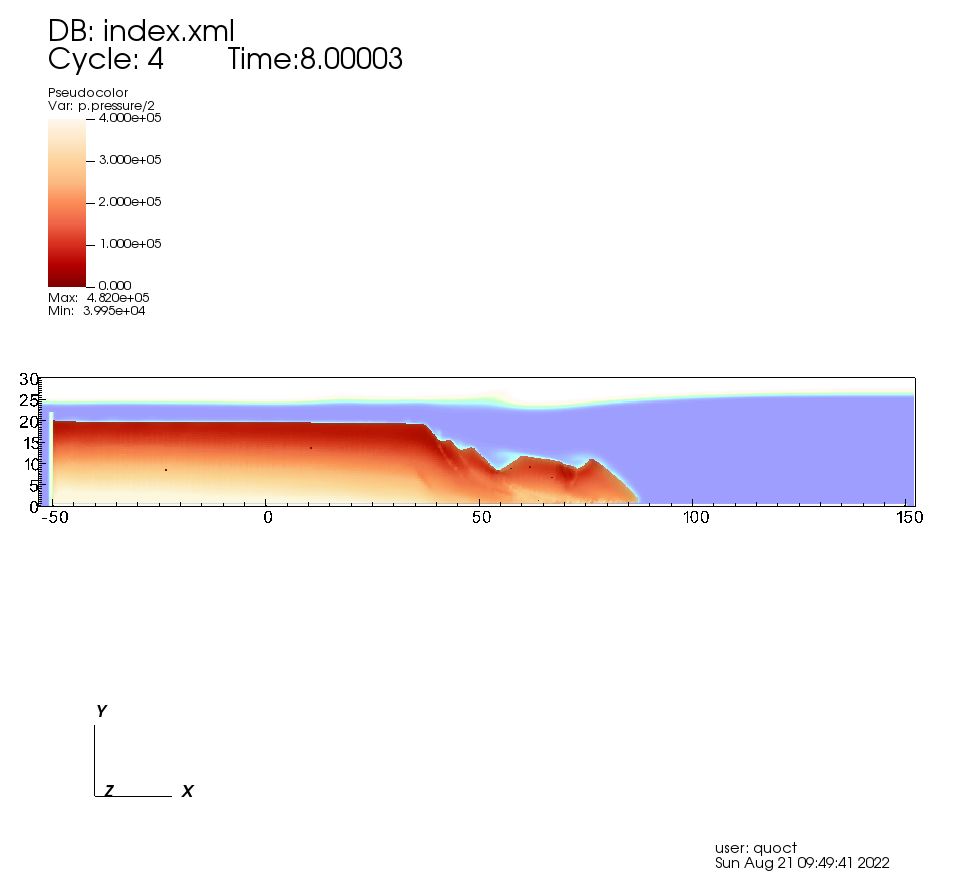 DB: index.xml
Cycle: 4 Time:8.00003
Pseudocolor
Var: p.pressure/2
4.000e+05
3.000e+05
2.000e+05
1.000e+05
0.000
Max: 4.820e+05
Min: 3.995e+04
30
25
20
15
10
5
0
-50 0 50 100 150
Y
Z X
user: quoct
Sun Aug 21 09:49:41 2022